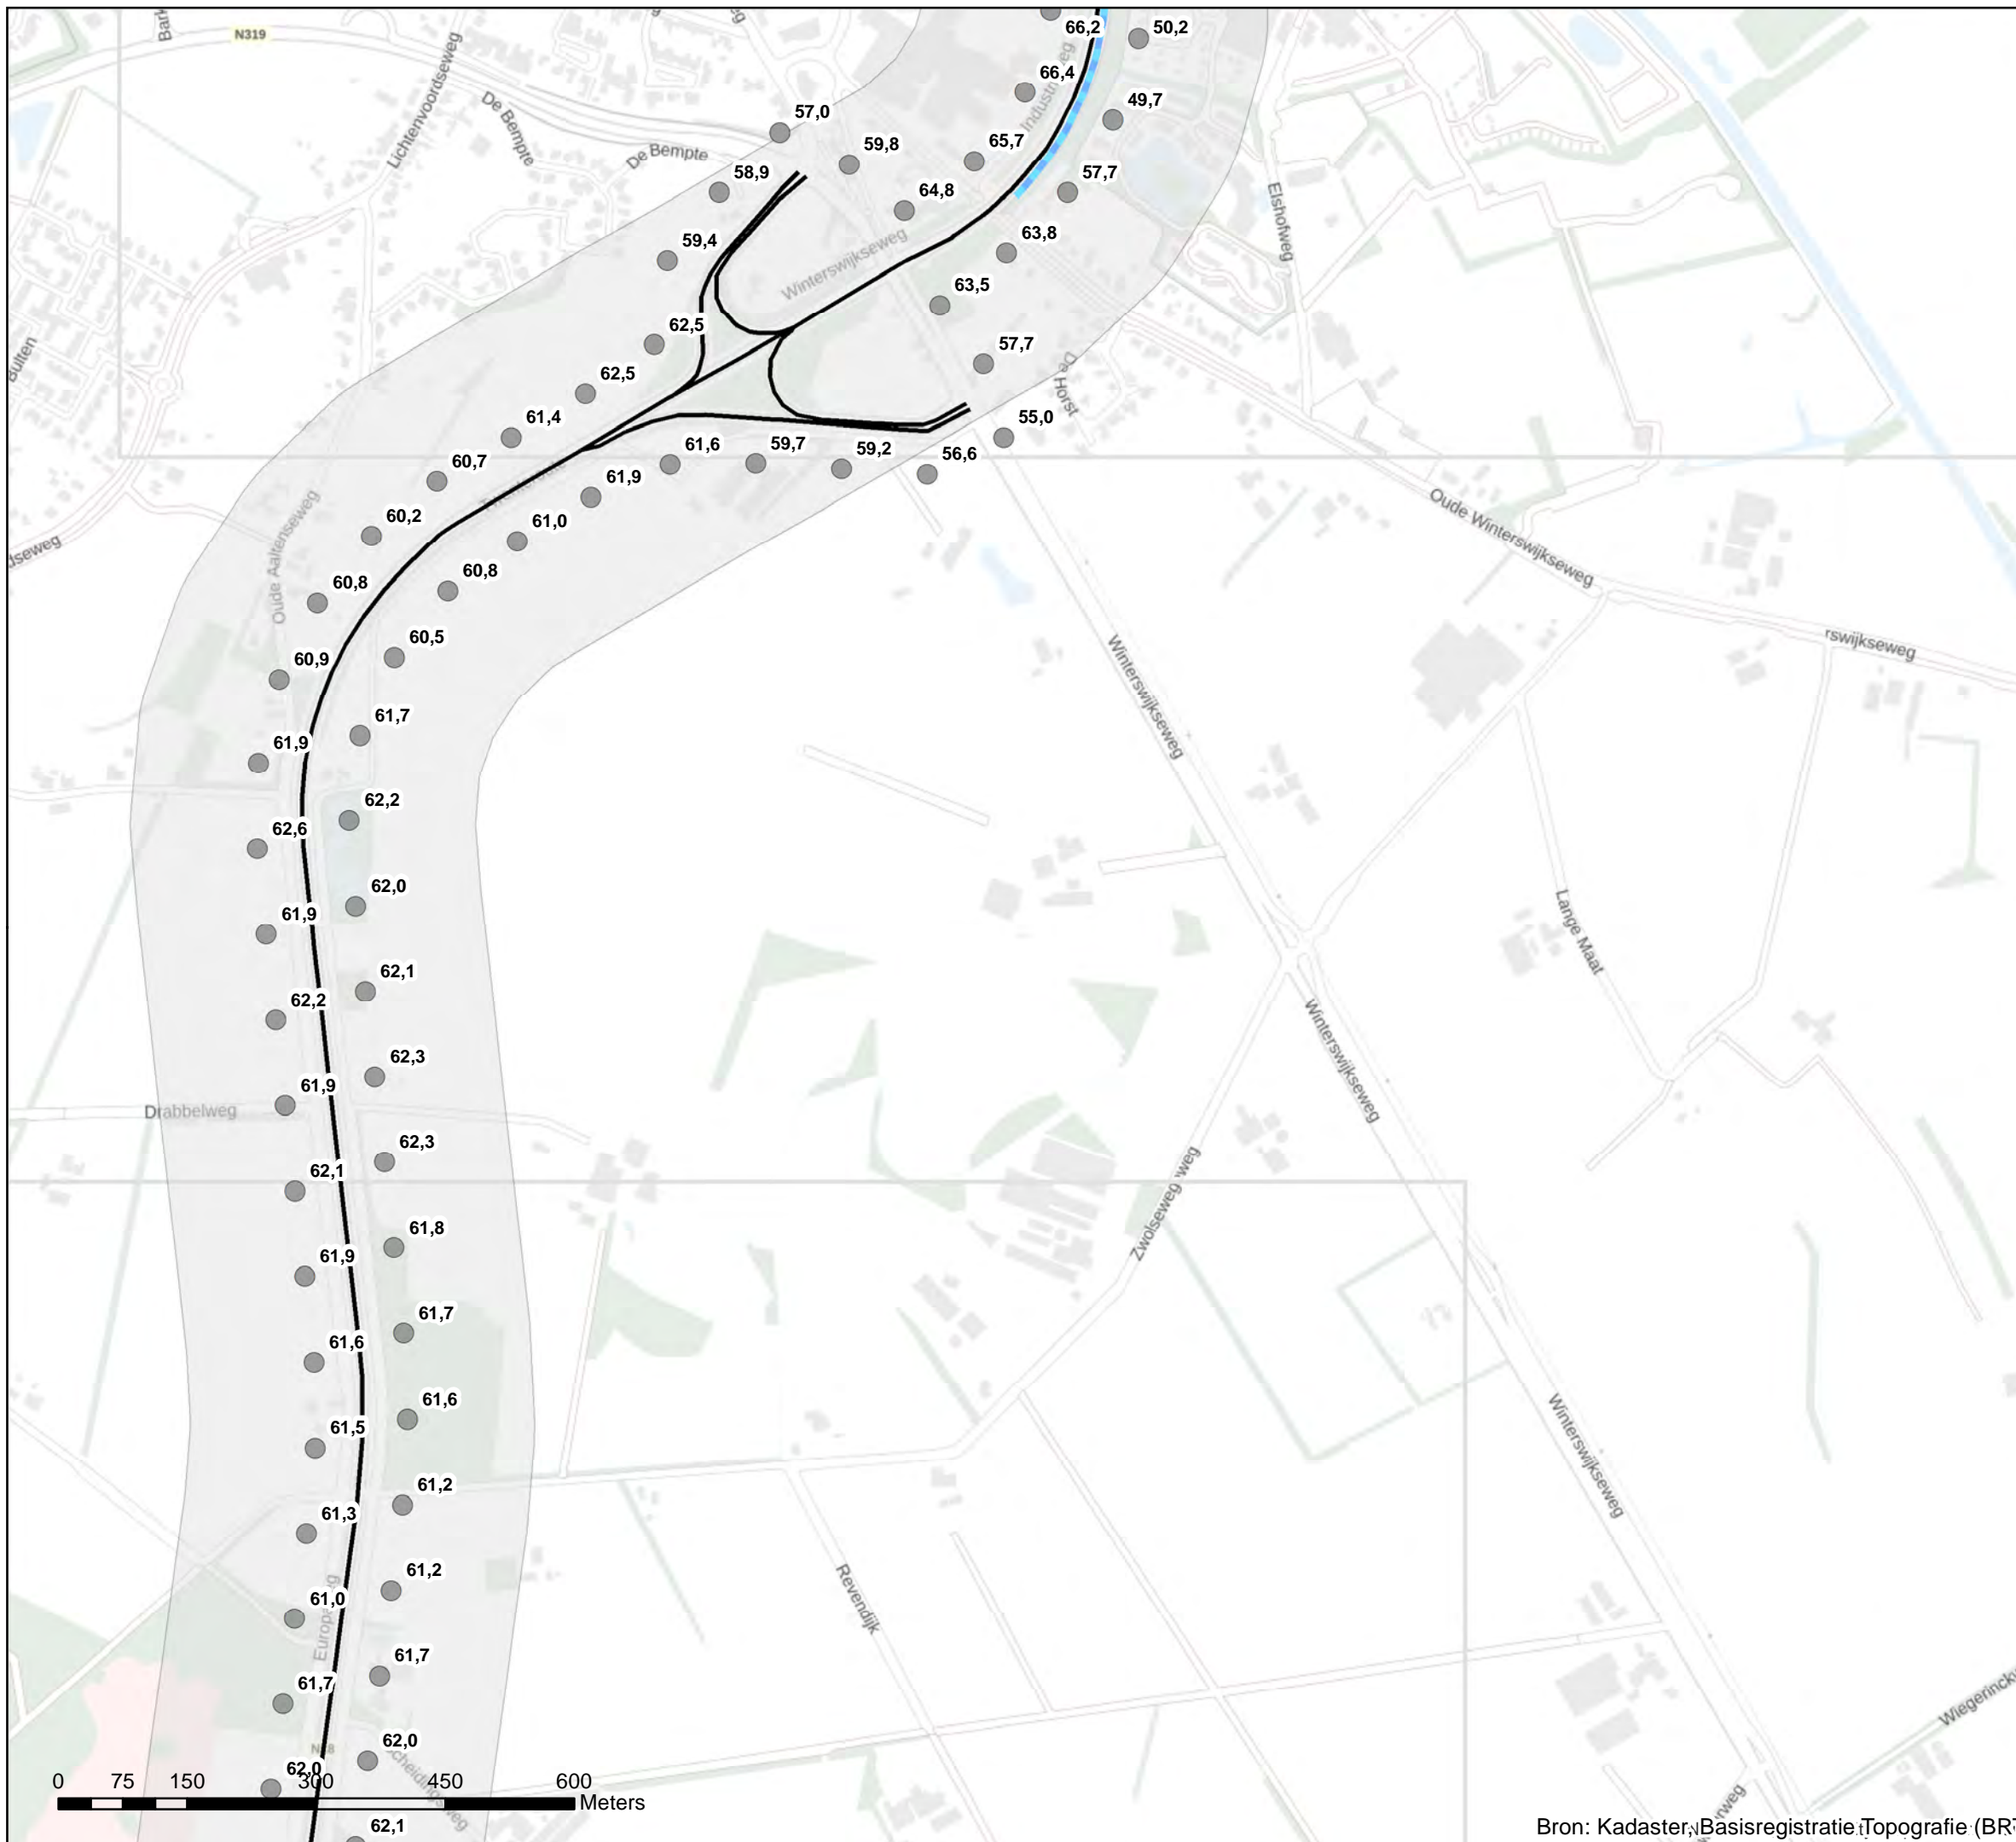 N319
66,2
50,2
66,4
49,7
Lichtenvoordseweg
De Bempte
De Bempte
57,0
59,8
65,7
58,9
64,8
57,7
Elshofweg
59,4
Winterswijkseweg
63,8
63,5
62,5
57,7
De Horst
62,5
61,4
55,0
Bulten
60,7
61,6
59,7
59,2
56,6
61,9
60,2
61,0
Oude Winterswijkseweg
Oude Aaltenseweg
60,8
60,8
60,5
rswijkseweg
60,9
Winterswijkseweg
61,7
61,9
62,2
62,6
62,0
61,9
Lange Maat
62,1
62,2
Winterswijkseweg
62,3
61,9
Drabbelweg
62,3
62,1
Zwolseweg
weg
61,8
61,9
61,7
61,6
61,6
61,5
Winterswijkseweg
61,2
61,3
61,2
61,0
Revendijk
61,7
61,7
Wiegerinck
62,0
62,0
0 75 150 300 450 600
Meters
62,1
Bron: Kadaster, Basisregistratie Topografie (BRT